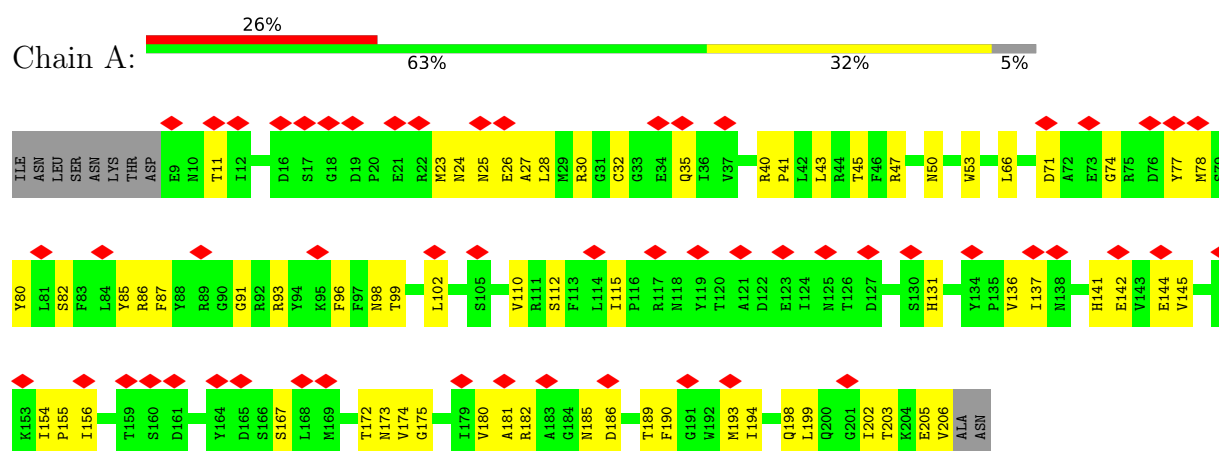 26%
Chain A:
63% 32% 5%
ILE ASN LEU SER ASN LYS THR ASP E9 N10 T11 I12 D16 S17 G18 D19 P20 E21 R22 M23 N24 N25 E26 A27 L28 M29 R30 G31 C32 G33 E34 Q35 I36 V37 R40 P41 L42 L43 R44 T45 F46 R47 N50 W53 L66 D71 A72 E73 G74 R75 D76 Y77 M78 S79
Y80 L81 S82 F83 L84 Y85 R86 F87 Y88 R89 G90 G91 R92 R93 Y94 K95 F96 F97 N98 T99 L102 S105 V110 R111 S112 F113 L114 I115 P116 R117 N118 Y119 T120 A121 D122 E123 I124 N125 T126 D127 S130 H131 Y134 P135 V136 I137 N138 H141 E142 V143 E144 V145
K153 I154 P155 I156 T159 S160 D161 Y164 D165 S166 S167 L168 M169 T172 N173 V174 G175 I179 V180 A181 R182 A183 G184 N185 D186 T189 F190 G191 W192 M193 I194 Q198 L199 Q200 G201 I202 T203 K204 E205 V206 ALA ASN